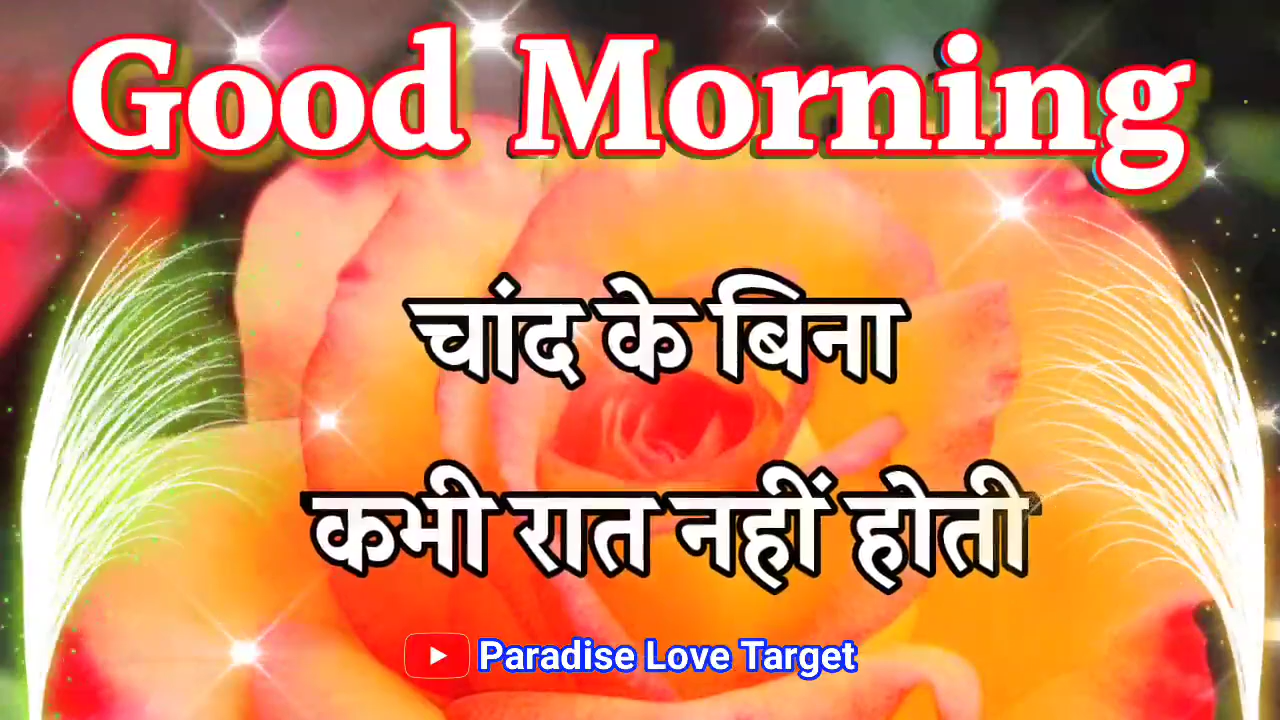 Good Morning
चांद के बिना
कभी रात नहीं होती
Paradise Love Target